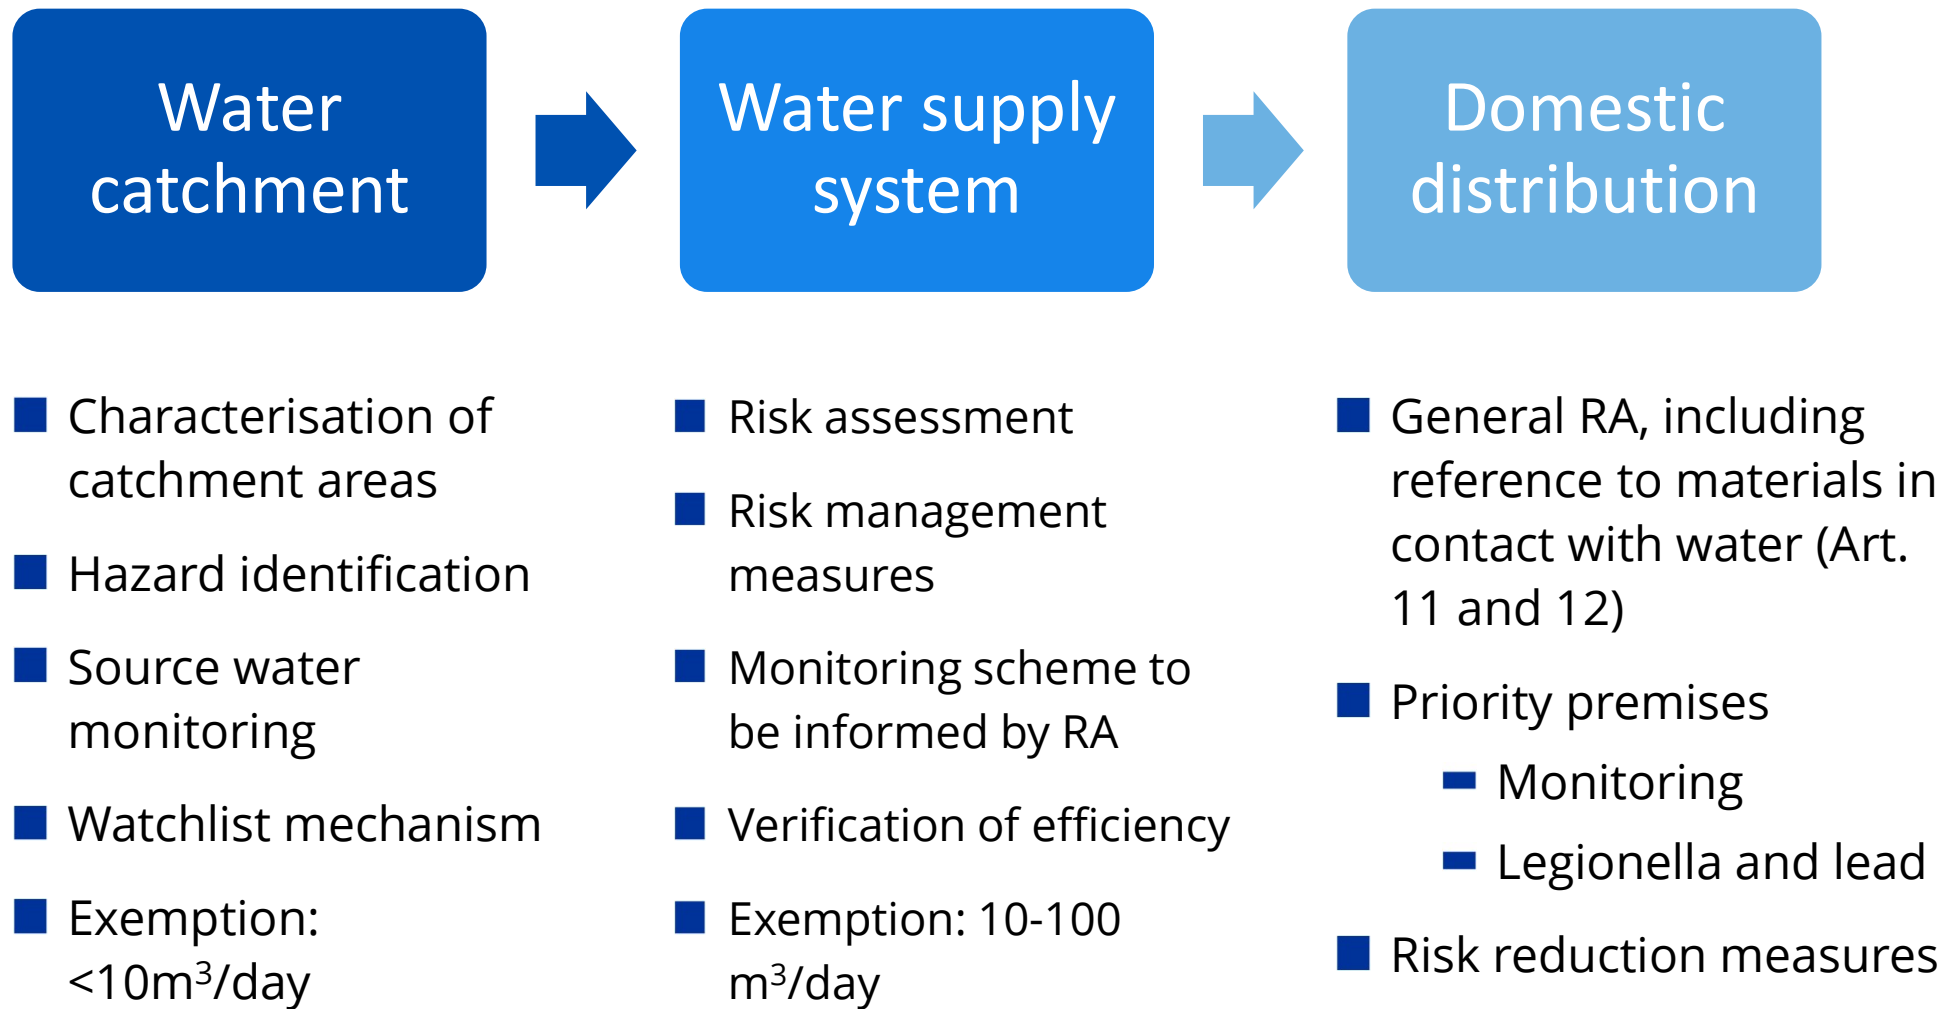 Water
catchment
Water supply
system
Domestic
distribution
Characterisation of
catchment areas
Hazard identification
Source water
monitoring
Watchlist mechanism
Exemption:
<10m³/day
Risk assessment
Risk management
measures
Monitoring scheme to
be informed by RA
Verification of efficiency
Exemption: 10-100
m³/day
General RA, including
reference to materials in
contact with water (Art.
11 and 12)
Priority premises
Monitoring
Legionella and lead
Risk reduction measures